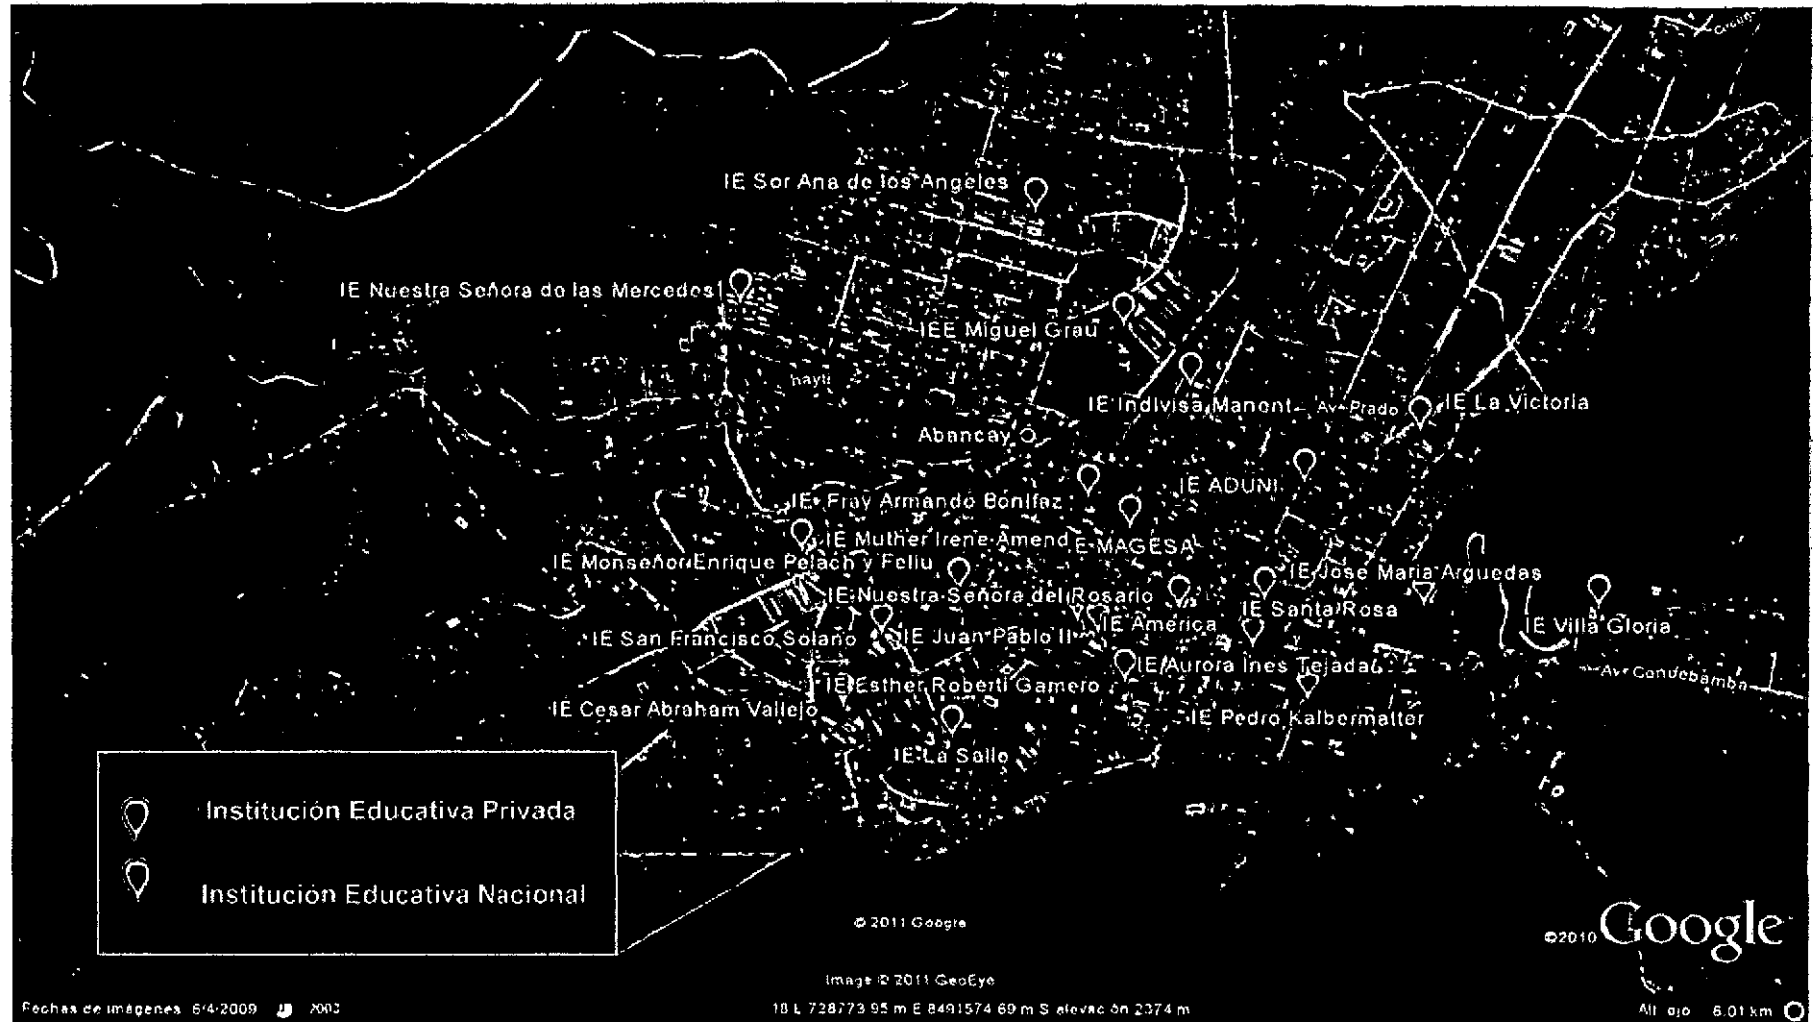 IE Sor Ana de los Angeles
IE Nuestra Señora de las Mercedes
IEE Miguel Grau
hayti
IE Indivisa Manent
Av Prado
IE La Victoria
Abancay
IE Fray Armando Bonifaz
IE ADUNI
IE Muther Irene Amend
IE MAGESA
IE Monseñor Enrique Pelach y Feliu
IE Jose Maria Arguedas
IE Nuestra Señora del Rosario
IE Santa Rosa
IE America
IE Villa Gloria
IE San Francisco Solano
IE Juan Pablo II
IE Aurora Ines Tejada
Av Condebamba
IE Esther Roberti Gamero
IE Cesar Abraham Vallejo
IE Pedro Kalbermatter
IE La Salle
Institución Educativa Privada
Institución Educativa Nacional
© 2011 Google
©2010 Google
Image © 2011 GeoEye
Fechas de imágenes 6/4/2009
18 L 728773 95 m E 8491574 69 m S elevación 2374 m
Alt ojo 6.01 km